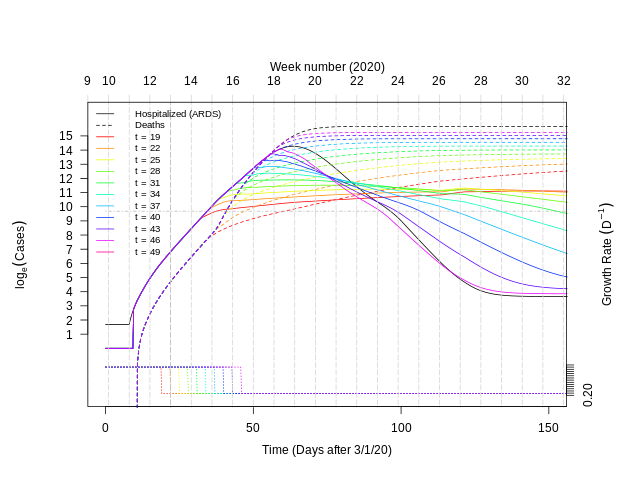 Week number (2020)
9 10 12 14 16 18 20 22 24 26 28 30 32
Hospitalized (ARDS)
Deaths
t = 19
t = 22
t = 25
t = 28
t = 31
t = 34
t = 37
t = 40
t = 43
t = 46
t = 49
15
14
13
12
11
10
9
8
7
6
5
4
3
2
1
logₑ(Cases)
Growth Rate (D⁻¹)
0.20
0 50 100 150
Time (Days after 3/1/20)